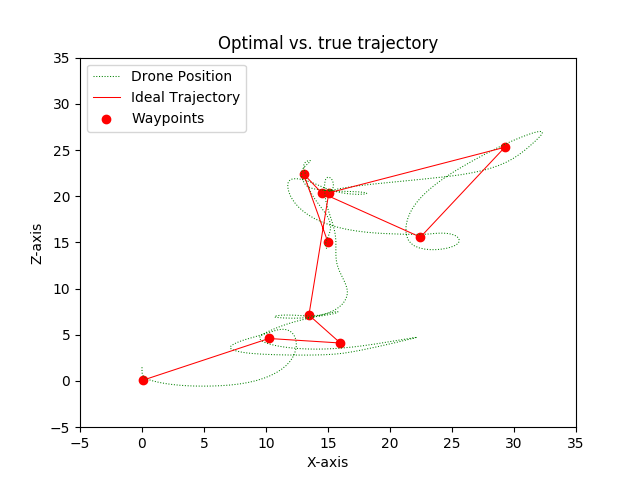 Optimal vs. true trajectory
Drone Position
Ideal Trajectory
Waypoints
35
30
25
20
15
10
5
0
−5
Z-axis
−5 0 5 10 15 20 25 30 35
X-axis